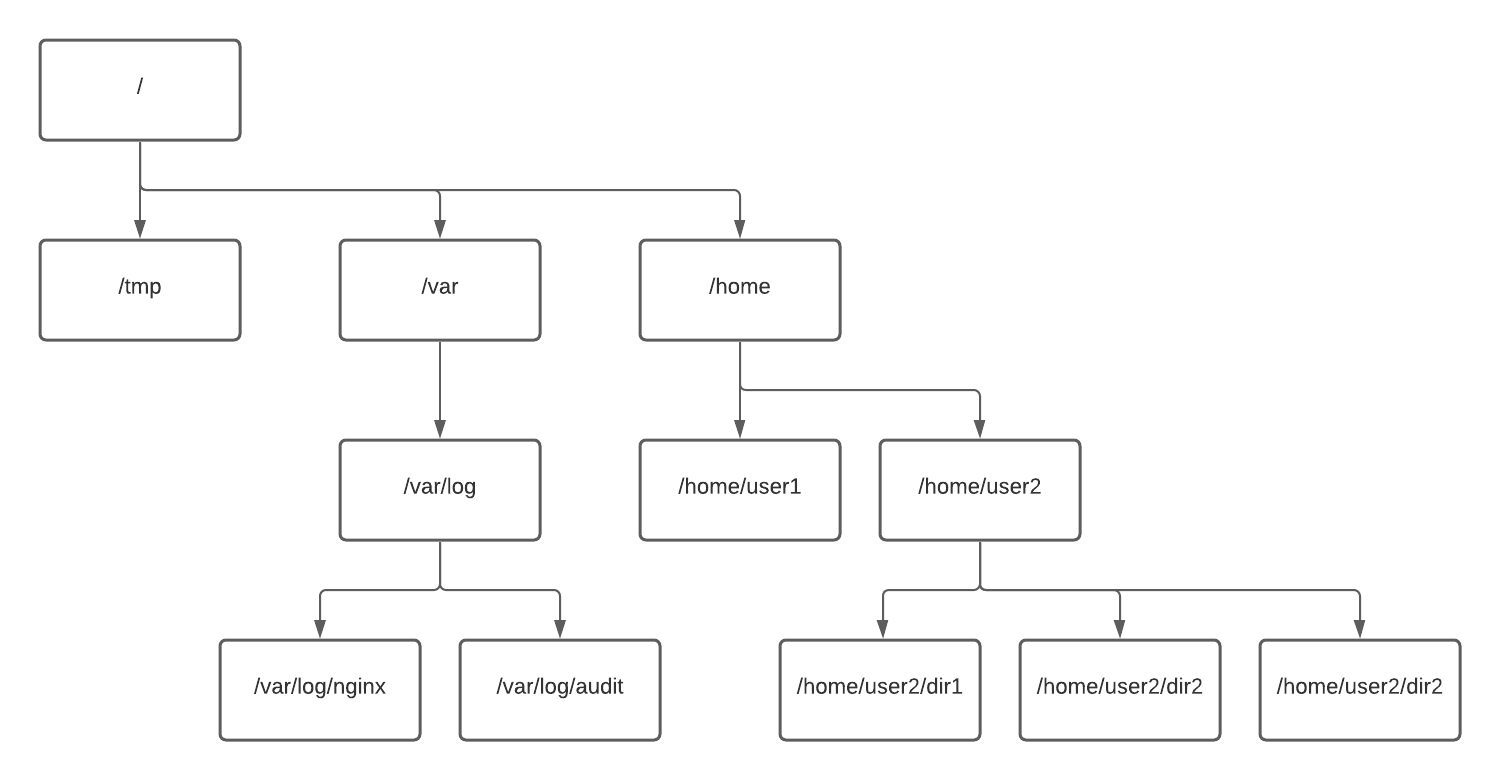 /
/tmp
/var
/home
/var/log
/home/user1
/home/user2
/var/log/nginx
/var/log/audit
/home/user2/dir1
/home/user2/dir2
/home/user2/dir2